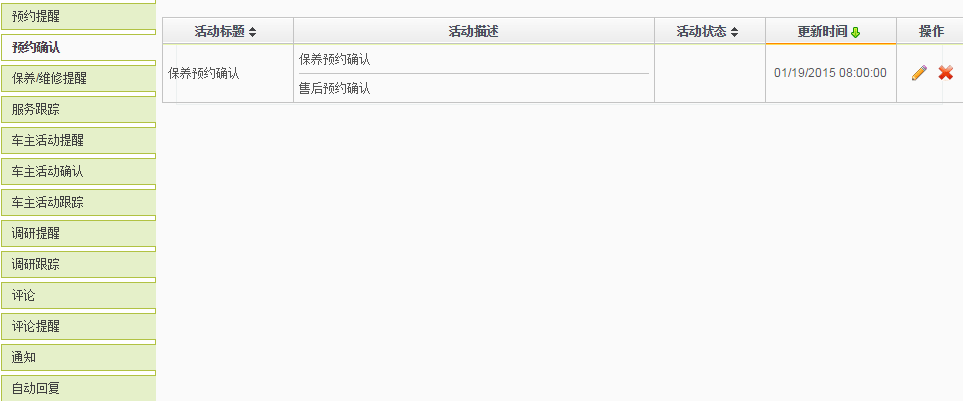 预约提醒
预约确认
保养/维修提醒
服务跟踪
车主活动提醒
车主活动确认
车主活动跟踪
调研提醒
调研跟踪
评论
评论提醒
通知
自动回复
活动标题 活动描述 活动状态 更新时间 操作
保养预约确认 保养预约确认 01/19/2015 08:00:00
售后预约确认